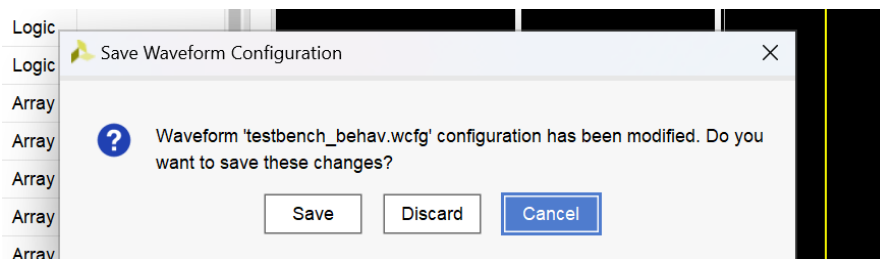 Logic
Logic
Array
Array
Array
Array
Array
Save Waveform Configuration
Waveform 'testbench_behav.wcfg' configuration has been modified. Do you
want to save these changes?
Save
Discard
Cancel